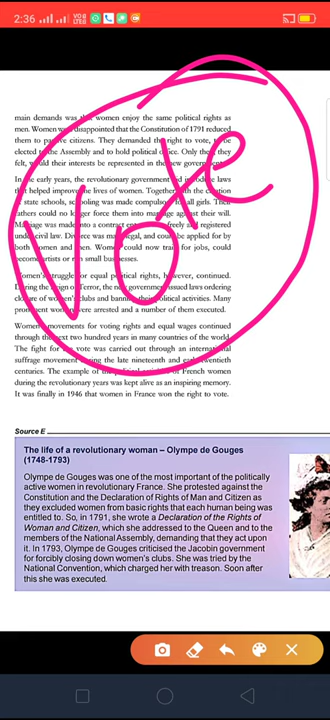 2:36
main demands was that women enjoy the same political rights as
men. Women were disappointed that the Constitution of 1791 reduced
them to passive citizens. They demanded the right to vote, to be
elected to the Assembly and to hold political office. Only then, they
felt, would their interests be represented in the new government.
In the early years, the revolutionary government did introduce laws
that helped improve the lives of women. Together with the creation
of state schools, schooling was made compulsory for all girls. Their
fathers could no longer force them into marriage against their will.
Marriage was made into a contract entered into freely and registered
under civil law. Divorce was made legal, and could be applied for by
both women and men. Women could now train for jobs, could
become artists or run small businesses.
Women's struggle for equal political rights, however, continued.
During the Reign of Terror, the new government issued laws ordering
closure of women's clubs and banning their political activities. Many
prominent women were arrested and a number of them executed.
Women's movements for voting rights and equal wages continued
through the next two hundred years in many countries of the world.
The fight for the vote was carried out through an international
suffrage movement during the late nineteenth and early twentieth
centuries. The example of the political activities of French women
during the revolutionary years was kept alive as an inspiring memory.
It was finally in 1946 that women in France won the right to vote.
Vote
Source E
The life of a revolutionary woman – Olympe de Gouges
(1748-1793)
Olympe de Gouges was one of the most important of the politically
active women in revolutionary France. She protested against the
Constitution and the Declaration of Rights of Man and Citizen as
they excluded women from basic rights that each human being was
entitled to. So, in 1791, she wrote a Declaration of the Rights of
Woman and Citizen, which she addressed to the Queen and to the
members of the National Assembly, demanding that they act upon
it. In 1793, Olympe de Gouges criticised the Jacobin government
for forcibly closing down women's clubs. She was tried by the
National Convention, which charged her with treason. Soon after
this she was executed.